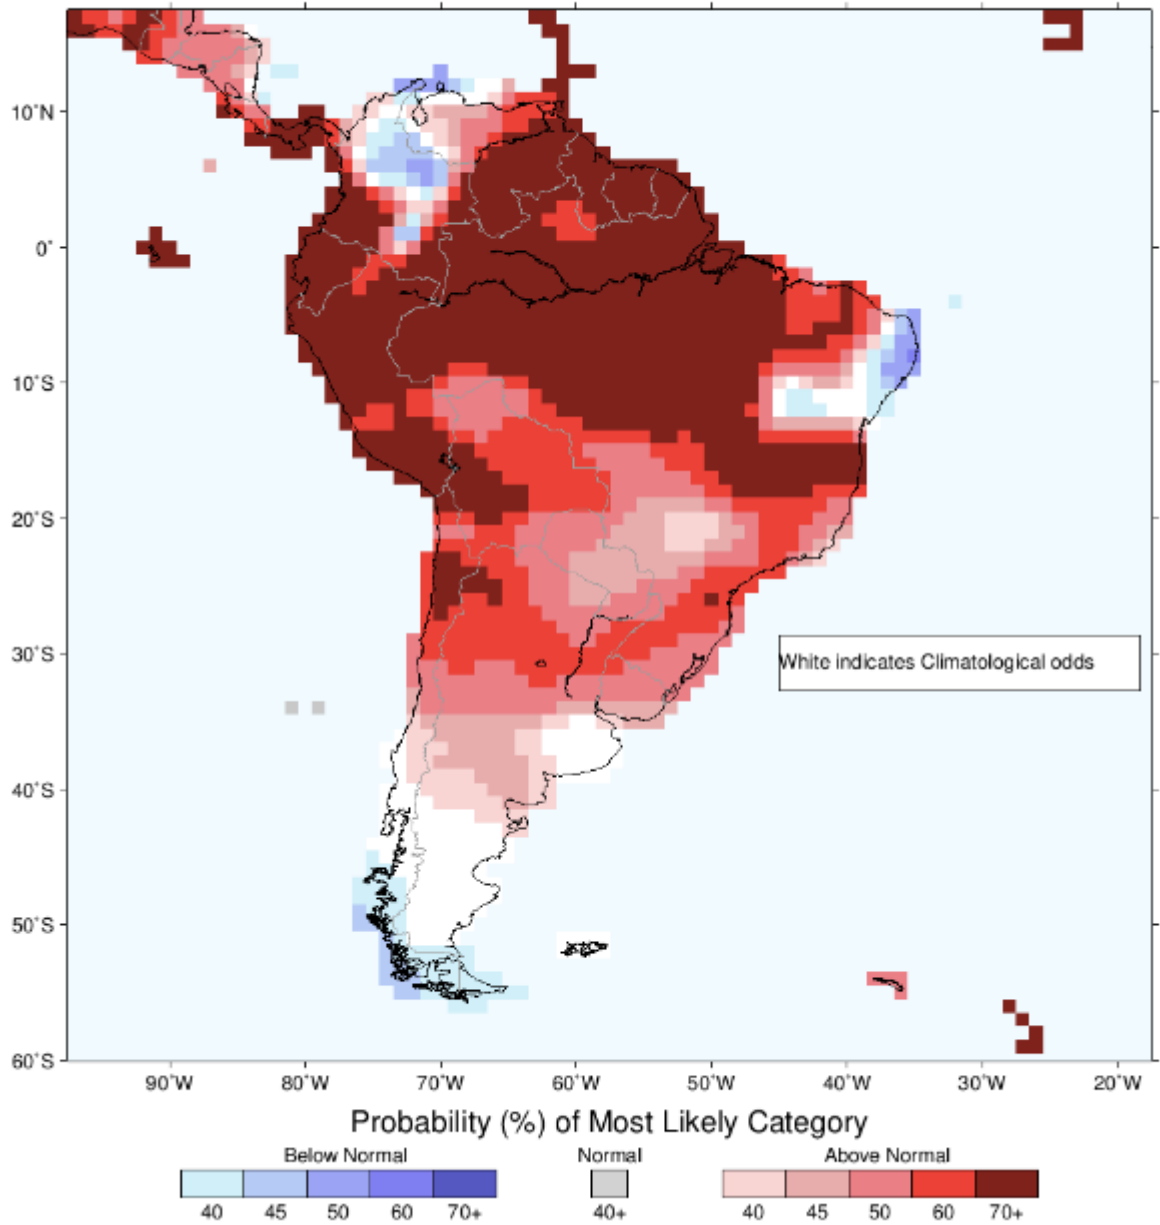 10˚N
0˚
10˚S
20˚S
30˚S
White indicates Climatological odds
40˚S
50˚S
60˚S
90˚W 80˚W 70˚W 60˚W 50˚W 40˚W 30˚W 20˚W
Probability (%) of Most Likely Category
Below Normal Normal Above Normal
40 45 50 60 70+ 40+ 40 45 50 60 70+